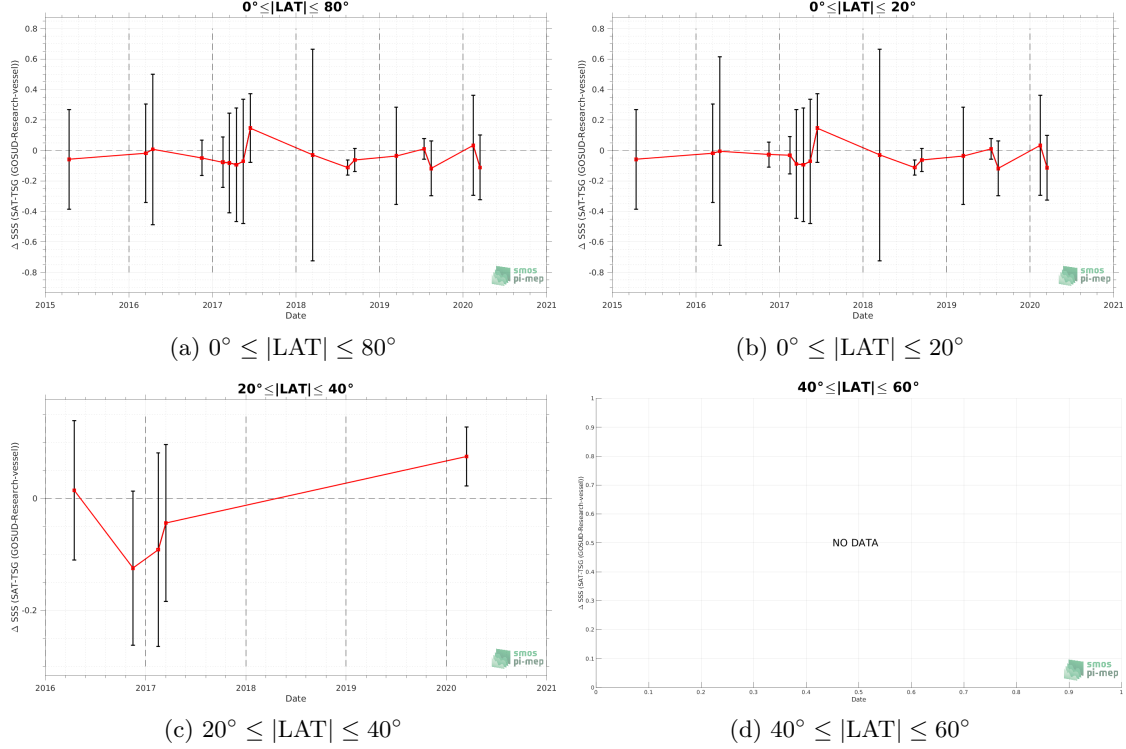 0°≤|LAT|≤ 80°
Δ SSS (SAT-TSG (GOSUD-Research-vessel))
0.8
0.6
0.4
0.2
0
-0.2
-0.4
-0.6
-0.8
2015 2016 2017 2018 2019 2020 2021
Date
smos
pi-mep
(a) 0° ≤ |LAT| ≤ 80°
0°≤|LAT|≤ 20°
Δ SSS (SAT-TSG (GOSUD-Research-vessel))
0.8
0.6
0.4
0.2
0
-0.2
-0.4
-0.6
-0.8
2015 2016 2017 2018 2019 2020 2021
Date
smos
pi-mep
(b) 0° ≤ |LAT| ≤ 20°
20°≤|LAT|≤ 40°
Δ SSS (SAT-TSG (GOSUD-Research-vessel))
0
-0.2
2016 2017 2018 2019 2020 2021
Date
smos
pi-mep
(c) 20° ≤ |LAT| ≤ 40°
40°≤|LAT|≤ 60°
Δ SSS (SAT-TSG (GOSUD-Research-vessel))
1
0.9
0.8
0.7
0.6
0.5
0.4
0.3
0.2
0.1
0
NO DATA
0 0.1 0.2 0.3 0.4 0.5 0.6 0.7 0.8 0.9 1
Date
smos
pi-mep
(d) 40° ≤ |LAT| ≤ 60°